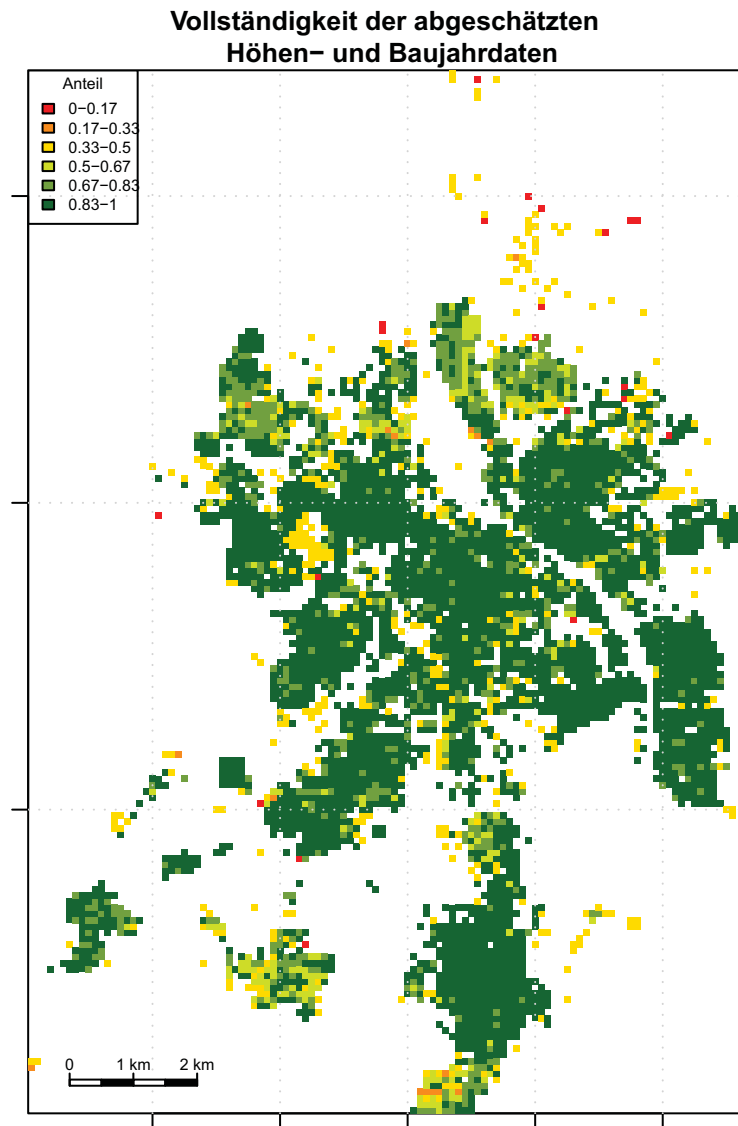 Vollständigkeit der abgeschätzten
Höhen− und Baujahrdaten
Anteil
0−0.17
0.17−0.33
0.33−0.5
0.5−0.67
0.67−0.83
0.83−1
0 1 km 2 km